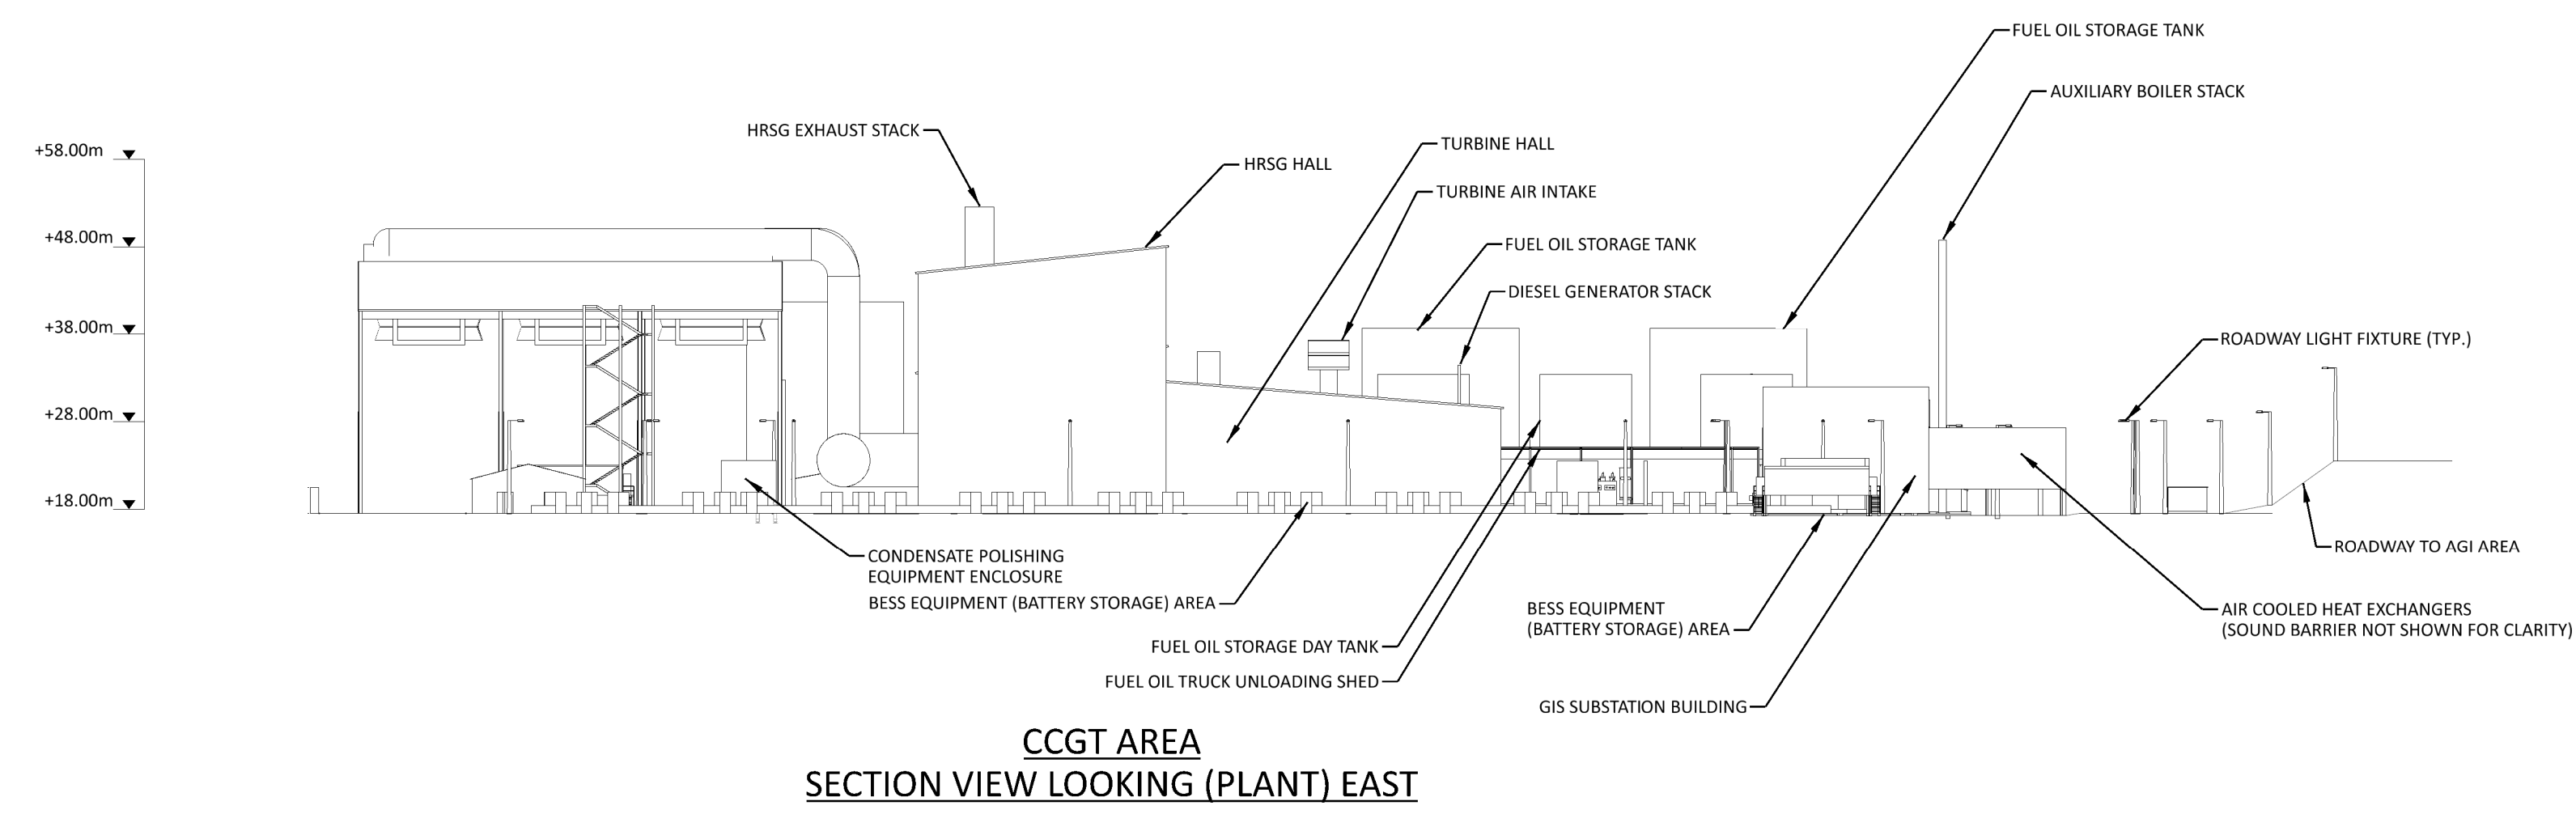 FUEL OIL STORAGE TANK
AUXILIARY BOILER STACK
HRSG EXHAUST STACK
TURBINE HALL
+58.00m
HRSG HALL
TURBINE AIR INTAKE
+48.00m
FUEL OIL STORAGE TANK
DIESEL GENERATOR STACK
+38.00m
ROADWAY LIGHT FIXTURE (TYP.)
+28.00m
+18.00m
ROADWAY TO AGI AREA
CONDENSATE POLISHING
EQUIPMENT ENCLOSURE
BESS EQUIPMENT (BATTERY STORAGE) AREA
BESS EQUIPMENT
(BATTERY STORAGE) AREA
AIR COOLED HEAT EXCHANGERS
(SOUND BARRIER NOT SHOWN FOR CLARITY)
FUEL OIL STORAGE DAY TANK
FUEL OIL TRUCK UNLOADING SHED
GIS SUBSTATION BUILDING
CCGT AREA
SECTION VIEW LOOKING (PLANT) EAST